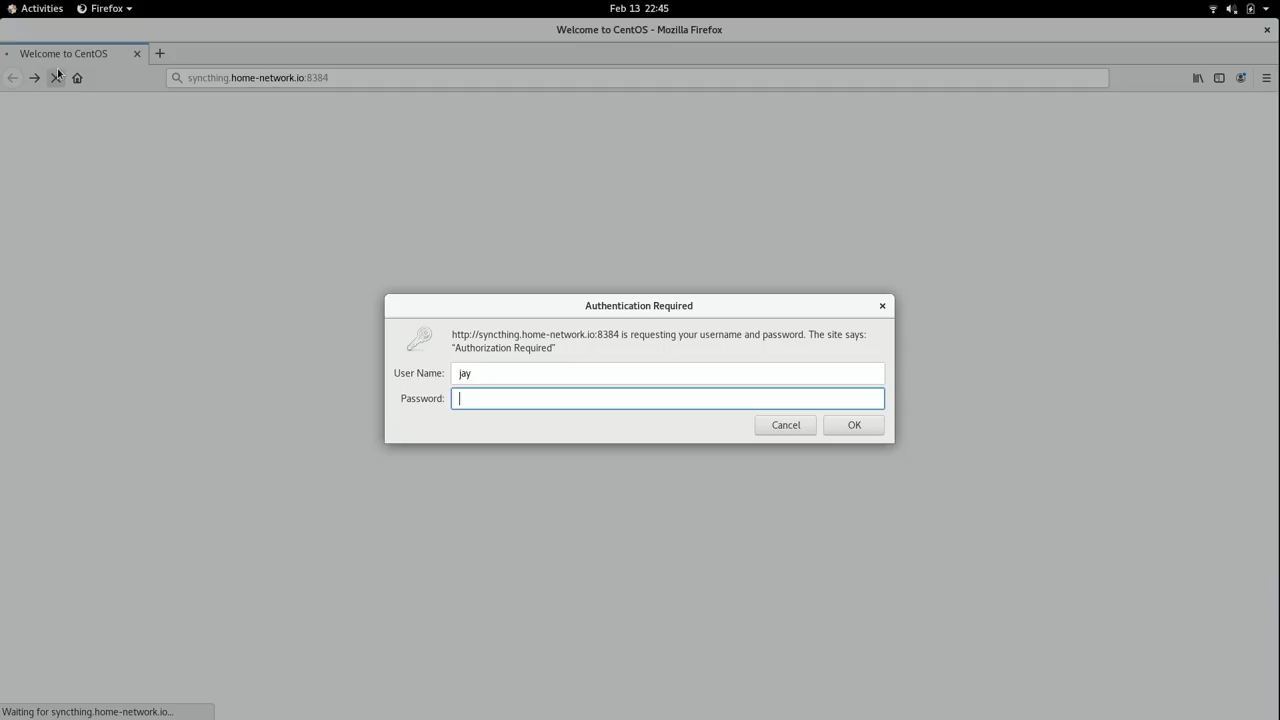 Activities Firefox Feb 13 22:45
Welcome to CentOS - Mozilla Firefox
Welcome to CentOS
syncthing.home-network.io:8384
Authentication Required
http://syncthing.home-network.io:8384 is requesting your username and password. The site says:
"Authorization Required"
User Name: jay
Password:
Cancel OK
Waiting for syncthing.home-network.io...